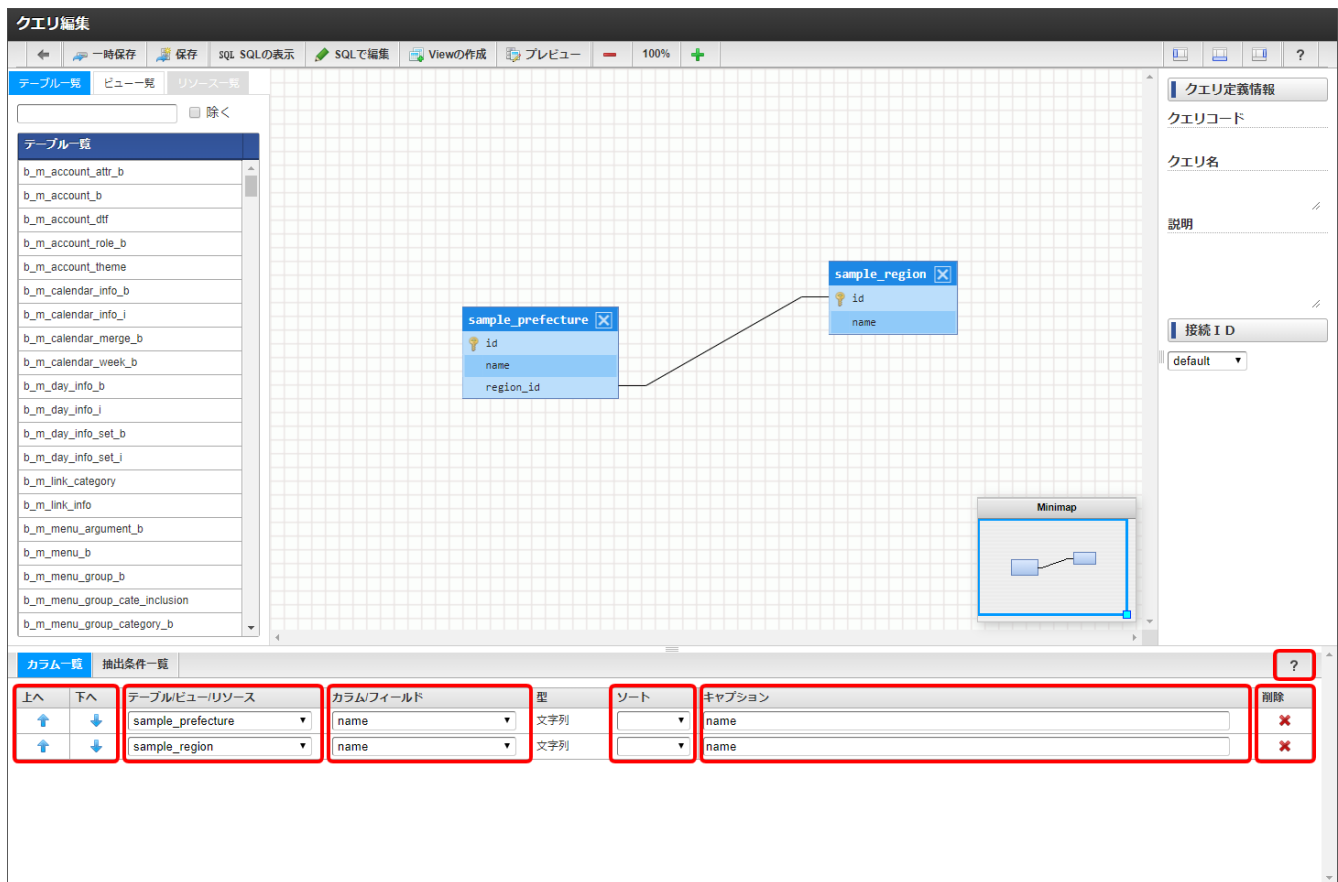 クエリ編集
一時保存 保存 SQL SQLの表示 SQLで編集 Viewの作成 プレビュー 100% ?
テーブル一覧 ビュー一覧 リソース一覧
除く
テーブル一覧
b_m_account_attr_b
b_m_account_b
b_m_account_dtf
b_m_account_role_b
b_m_account_theme
b_m_calendar_info_b
b_m_calendar_info_i
b_m_calendar_merge_b
b_m_calendar_week_b
b_m_day_info_b
b_m_day_info_i
b_m_day_info_set_b
b_m_day_info_set_i
b_m_link_category
b_m_link_info
b_m_menu_argument_b
b_m_menu_b
b_m_menu_group_b
b_m_menu_group_cate_inclusion
b_m_menu_group_category_b
sample_prefecture
id
name
region_id
sample_region
id
name
Minimap
クエリ定義情報
クエリコード
クエリ名
説明
接続ID
default
カラム一覧 抽出条件一覧 ?
上へ 下へ テーブル/ビュー/リソース カラム/フィールド 型 ソート キャプション 削除
sample_prefecture name 文字列 name
sample_region name 文字列 name